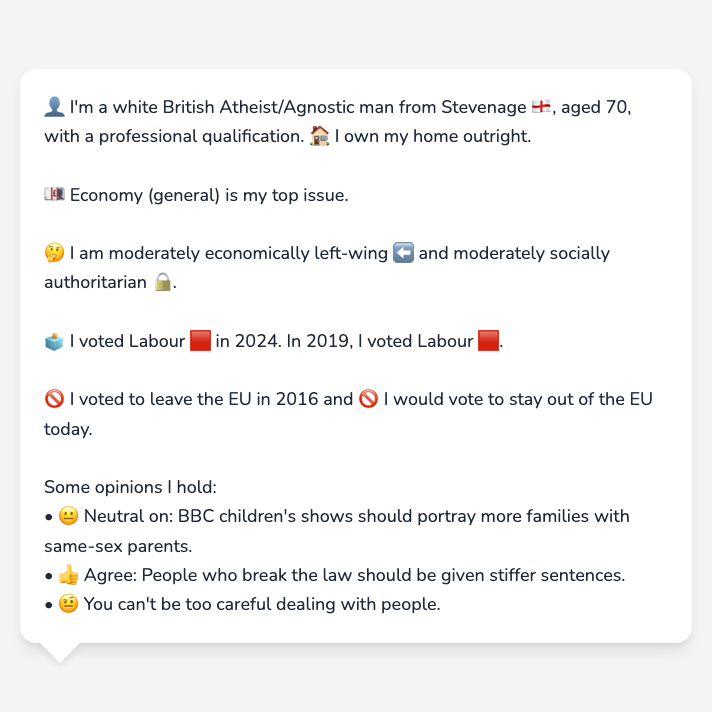 👤 I'm a white British Atheist/Agnostic man from Stevenage 🏴󠁧󠁢󠁥󠁮󠁧󠁿, aged 70,
with a professional qualification. 🏠 I own my home outright.
💷 Economy (general) is my top issue.
🤔 I am moderately economically left-wing ⬅️ and moderately socially
authoritarian 🔒.
🗳️ I voted Labour 🟥 in 2024. In 2019, I voted Labour 🟥.
🚫 I voted to leave the EU in 2016 and 🚫 I would vote to stay out of the EU
today.
Some opinions I hold:
• 😐 Neutral on: BBC children's shows should portray more families with
same-sex parents.
• 👍 Agree: People who break the law should be given stiffer sentences.
• 🤨 You can't be too careful dealing with people.